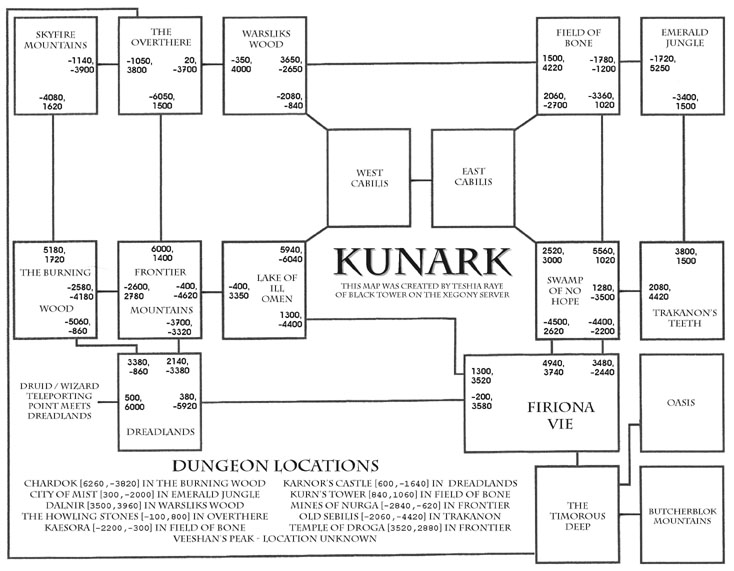 SKYFIRE
MOUNTAINS
-1140,
-3900
-4080,
1620
THE
OVERTHERE
-1050,
3800
20,
-3700
-6050,
1500
WARSLIKS
WOOD
-350,
4000
3650,
-2650
-2080,
-840
FIELD OF
BONE
1500,
4220
-1780,
-1200
2060,
-2700
-3360,
1020
EMERALD
JUNGLE
-1720,
5250
-3400,
1500
WEST
CABILIS
EAST
CABILIS
5180,
1720
THE BURNING
WOOD
-2580,
-4180
-5060,
-860
6000,
1400
FRONTIER
MOUNTAINS
-2600,
2780
-400,
-4620
-3700,
-3320
5940,
-6040
LAKE OF
ILL
OMEN
-400,
3350
1300,
-4400
KUNARK
THIS MAP WAS CREATED BY TESHIA RAYE
OF BLACK TOWER ON THE XEGONY SERVER
2520,
3000
5560,
1020
SWAMP
OF NO
HOPE
1280,
-3500
-4500,
2620
-4400,
-2200
3800,
1500
2080,
4420
TRAKANON'S
TEETH
DRUID / WIZARD
TELEPORTING
POINT MEETS
DREADLANDS
3380,
-860
2140,
-3380
500,
6000
380,
-5920
DREADLANDS
1300,
3520
4940,
3740
3480,
-2440
-200,
3580
FIRIONA
VIE
OASIS
THE
TIMOROUS
DEEP
BUTCHERBLOK
MOUNTAINS
DUNGEON LOCATIONS
CHARDOK [6260, -3820] IN THE BURNING WOOD
CITY OF MIST [300, -2000] IN EMERALD JUNGLE
DALNIR [3500, 3960] IN WARSLIKS WOOD
THE HOWLING STONES [-100, 800] IN OVERTHERE
KAESORA [-2200, -300] IN FIELD OF BONE
KARNOR'S CASTLE [600, -1640] IN DREADLANDS
KURN'S TOWER [840, 1060] IN FIELD OF BONE
MINES OF NURGA [-2840, -620] IN FRONTIER
OLD SEBILIS [-2060, -4420] IN TRAKANON
TEMPLE OF DROGA [3520, 2880] IN FRONTIER
VEESHAN'S PEAK - LOCATION UNKNOWN